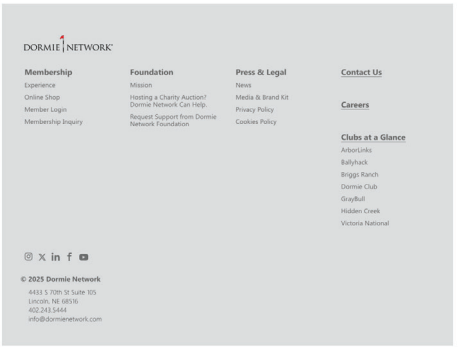 DORMIE NETWORK
Membership
Experience
Online Shop
Member Login
Membership Inquiry
Foundation
Mission
Hosting a Charity Auction?
Dormie Network Can Help.
Request Support from Dormie
Network Foundation
Press & Legal
News
Media & Brand Kit
Privacy Policy
Cookies Policy
Contact Us
Careers
Clubs at a Glance
ArborLinks
Ballyhack
Briggs Ranch
Dormie Club
GrayBull
Hidden Creek
Victoria National
© 2025 Dormie Network
4433 S 70th St Suite 105
Lincoln, NE 68516
402.243.5444
info@dormienetwork.com